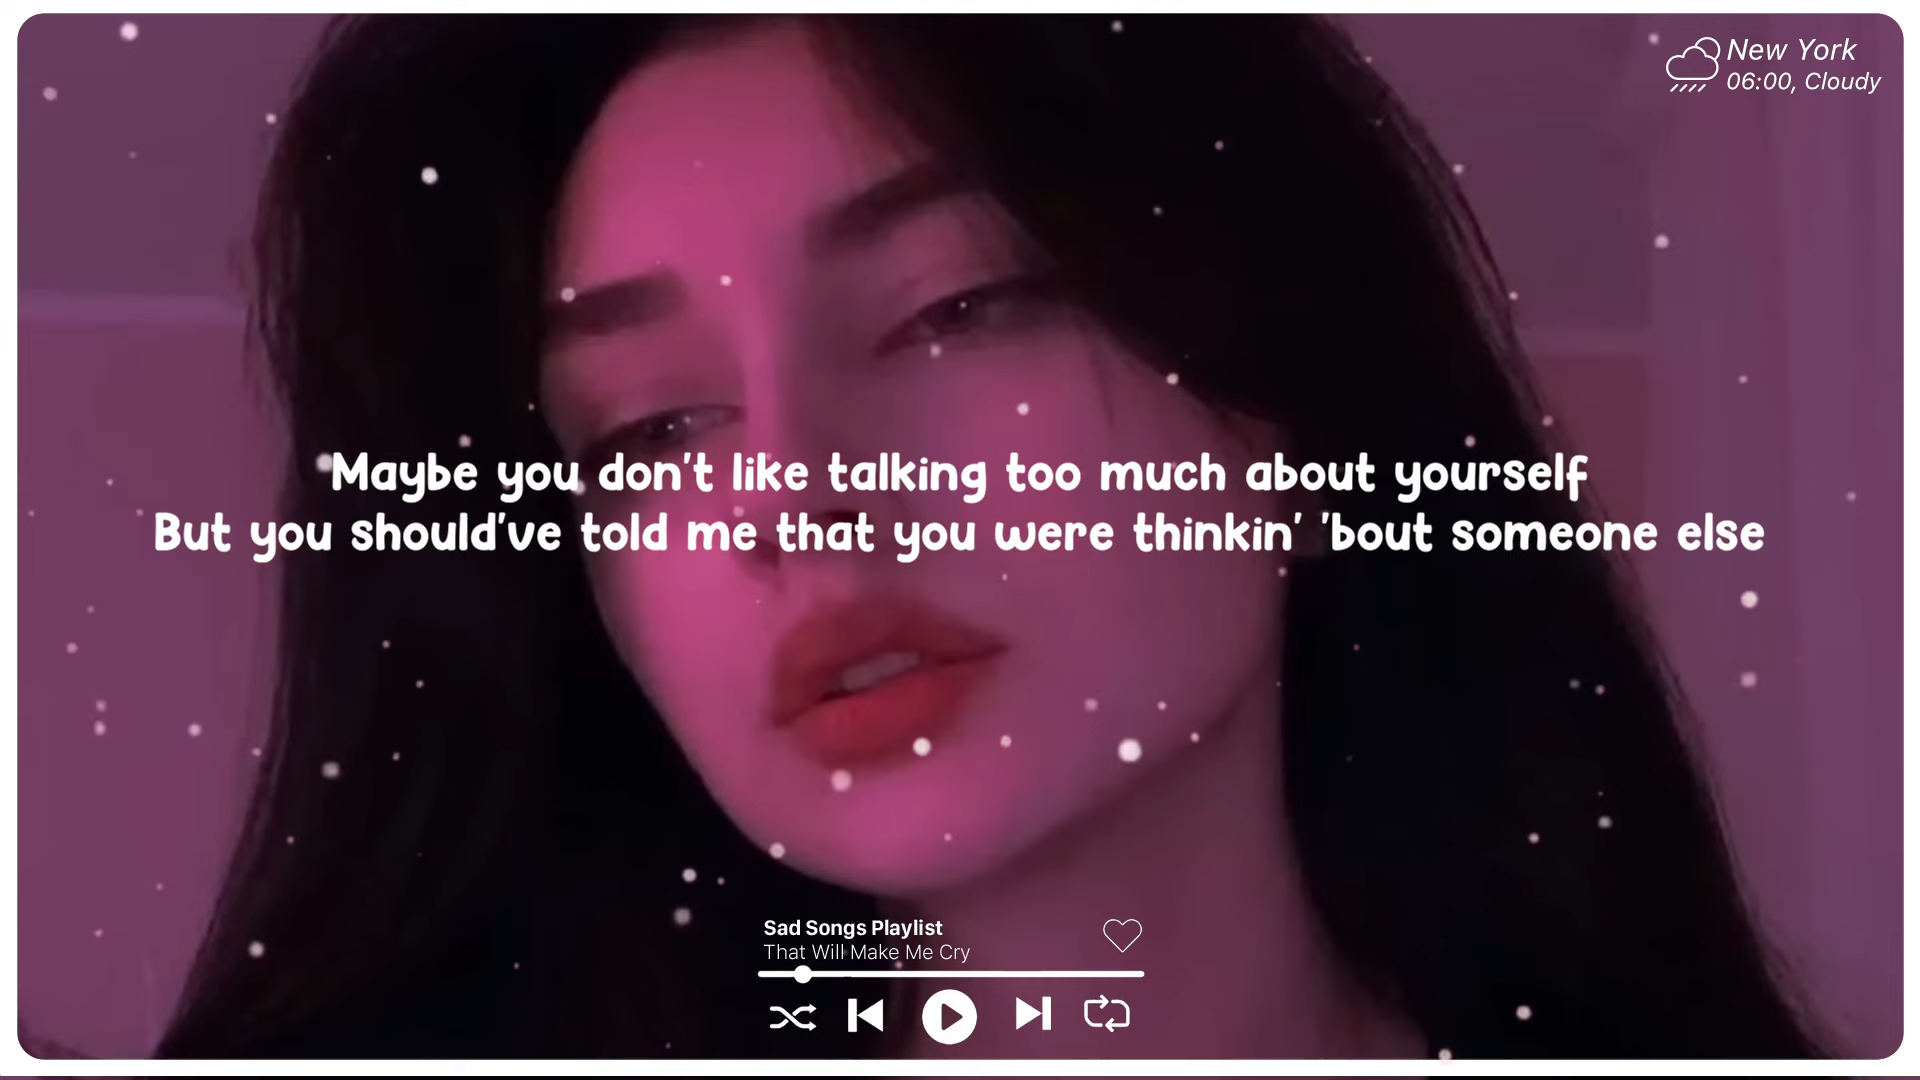 New York
06:00, Cloudy
Maybe you don't like talking too much about yourself
But you should've told me that you were thinkin' 'bout someone else
Sad Songs Playlist
That Will Make Me Cry